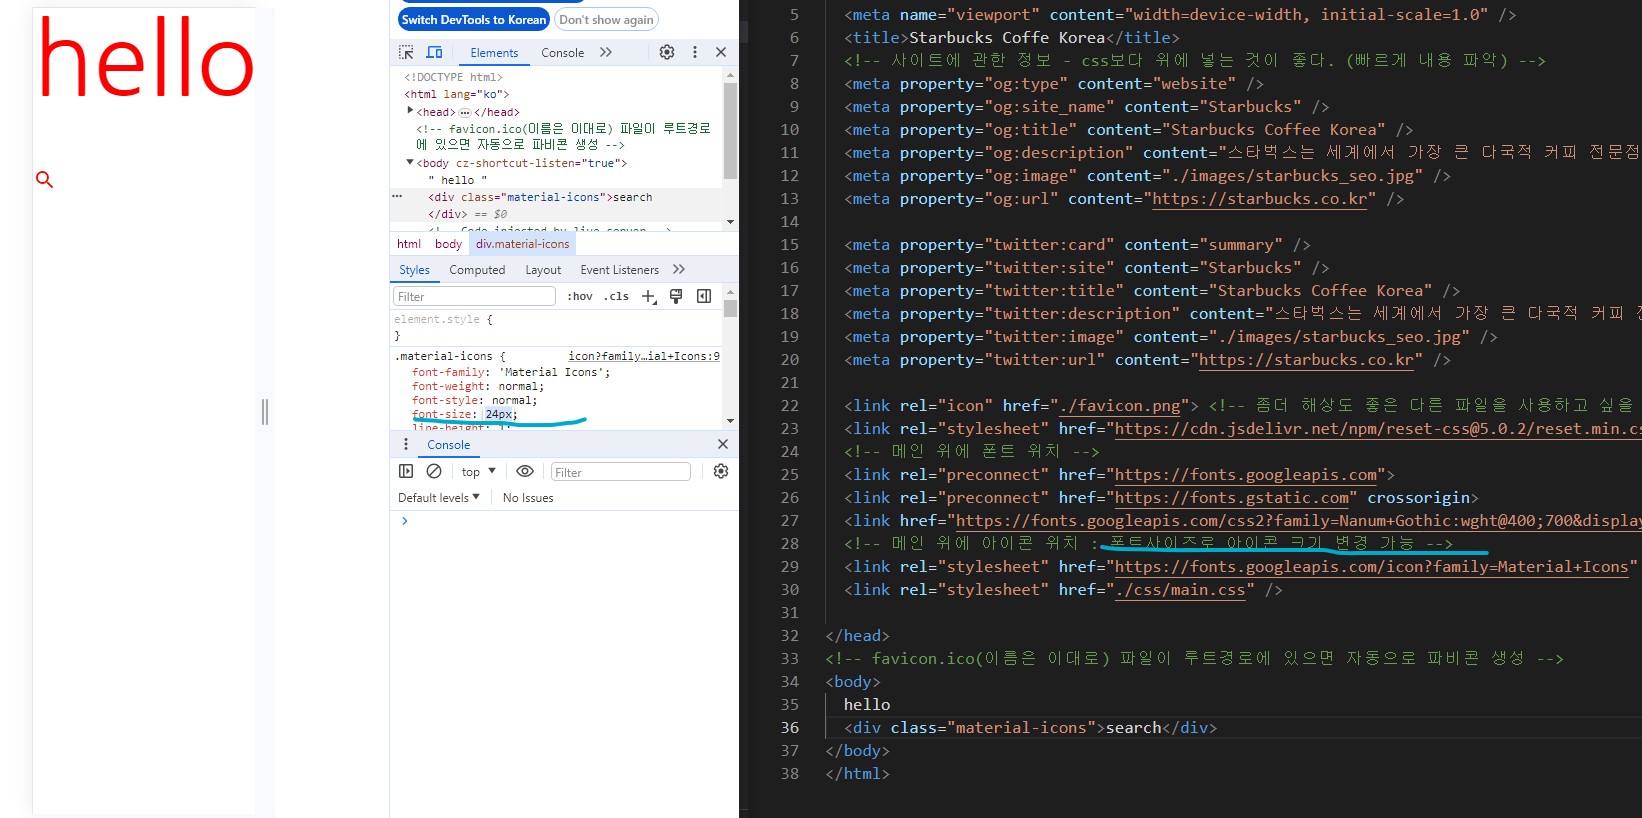 hello
Switch DevTools to Korean
Don't show again
Elements
Console
<!DOCTYPE html>
<html lang="ko">
<head> ⋯ </head>
<!-- favicon.ico(이름은 이대로) 파일이 루트경로
에 있으면 자동으로 파비콘 생성 -->
<body cz-shortcut-listen="true">
" hello "
<div class="material-icons">search
</div> == $0
<!-- Code injected by live-server -->
html body div.material-icons
Styles Computed Layout Event Listeners
Filter :hov .cls
element.style {
}
.material-icons { icon?family…ial+Icons:9
font-family: 'Material Icons';
font-weight: normal;
font-style: normal;
font-size: 24px;
line-height: 1;
Console
top Filter
Default levels No Issues
5 <meta name="viewport" content="width=device-width, initial-scale=1.0" />
6 <title>Starbucks Coffe Korea</title>
7 <!-- 사이트에 관한 정보 - css보다 위에 넣는 것이 좋다. (빠르게 내용 파악) -->
8 <meta property="og:type" content="website" />
9 <meta property="og:site_name" content="Starbucks" />
10 <meta property="og:title" content="Starbucks Coffee Korea" />
11 <meta property="og:description" content="스타벅스는 세계에서 가장 큰 다국적 커피 전문점
12 <meta property="og:image" content="./images/starbucks_seo.jpg" />
13 <meta property="og:url" content="https://starbucks.co.kr" />
14
15 <meta property="twitter:card" content="summary" />
16 <meta property="twitter:site" content="Starbucks" />
17 <meta property="twitter:title" content="Starbucks Coffee Korea" />
18 <meta property="twitter:description" content="스타벅스는 세계에서 가장 큰 다국적 커피
19 <meta property="twitter:image" content="./images/starbucks_seo.jpg" />
20 <meta property="twitter:url" content="https://starbucks.co.kr" />
21
22 <link rel="icon" href="./favicon.png"> <!-- 좀더 해상도 좋은 다른 파일을 사용하고 싶을
23 <link rel="stylesheet" href="https://cdn.jsdelivr.net/npm/reset-css@5.0.2/reset.min.cs
24 <!-- 메인 위에 폰트 위치 -->
25 <link rel="preconnect" href="https://fonts.googleapis.com">
26 <link rel="preconnect" href="https://fonts.gstatic.com" crossorigin>
27 <link href="https://fonts.googleapis.com/css2?family=Nanum+Gothic:wght@400;700&display
28 <!-- 메인 위에 아이콘 위치 : 폰트사이즈로 아이콘 크기 변경 가능 -->
29 <link rel="stylesheet" href="https://fonts.googleapis.com/icon?family=Material+Icons"
30 <link rel="stylesheet" href="./css/main.css" />
31
32 </head>
33 <!-- favicon.ico(이름은 이대로) 파일이 루트경로에 있으면 자동으로 파비콘 생성 -->
34 <body>
35 hello
36 <div class="material-icons">search</div>
37 </body>
38 </html>